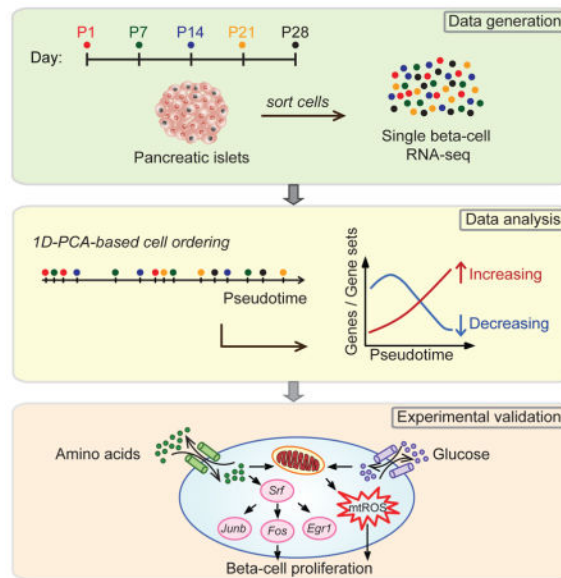 Data generation
P1 P7 P14 P21 P28
Day:
sort cells
Pancreatic islets
Single beta-cell
RNA-seq
Data analysis
1D-PCA-based cell ordering
Pseudotime
Genes / Gene sets
Increasing
Decreasing
Pseudotime
Experimental validation
Amino acids
Glucose
Srf
mtROS
Junb
Fos
Egr1
Beta-cell proliferation